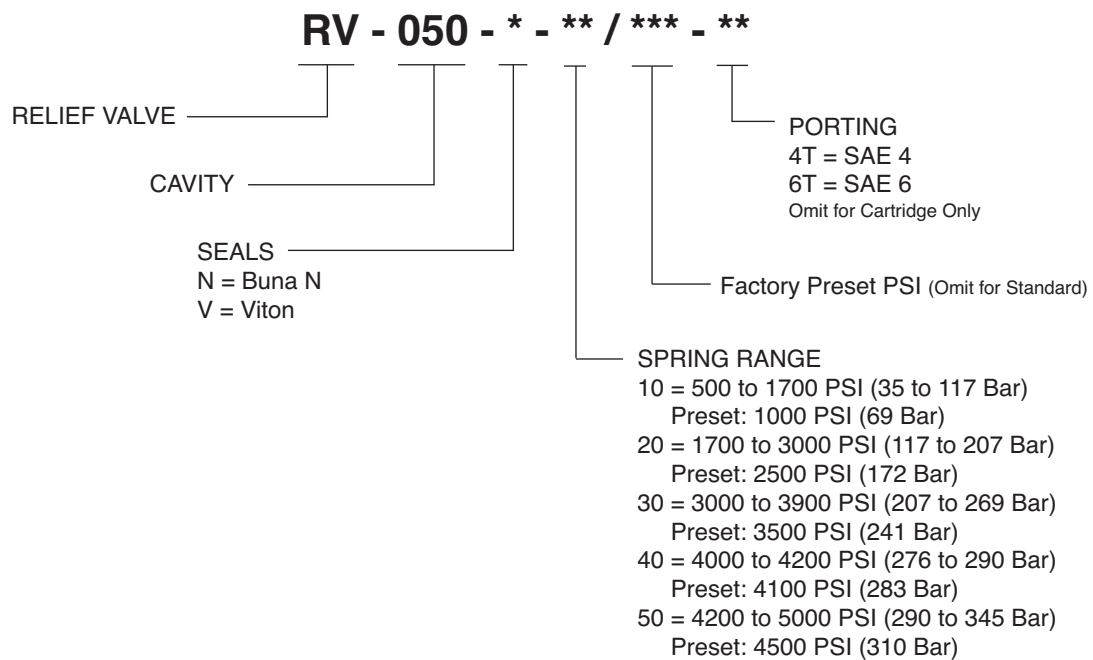 RV - 050 - * - ** / *** - **
RELIEF VALVE
CAVITY
SEALS
N = Buna N
V = Viton
PORTING
4T = SAE 4
6T = SAE 6
Omit for Cartridge Only
Factory Preset PSI (Omit for Standard)
SPRING RANGE
10 = 500 to 1700 PSI (35 to 117 Bar)
Preset: 1000 PSI (69 Bar)
20 = 1700 to 3000 PSI (117 to 207 Bar)
Preset: 2500 PSI (172 Bar)
30 = 3000 to 3900 PSI (207 to 269 Bar)
Preset: 3500 PSI (241 Bar)
40 = 4000 to 4200 PSI (276 to 290 Bar)
Preset: 4100 PSI (283 Bar)
50 = 4200 to 5000 PSI (290 to 345 Bar)
Preset: 4500 PSI (310 Bar)